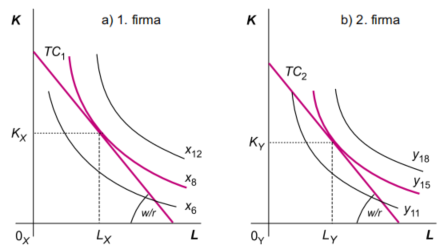 K
a) 1. firma
TC1
KX
x12
x8
x6
w/r
0X
LX
L
K
b) 2. firma
TC2
KY
y18
y15
y11
w/r
0Y
LY
L